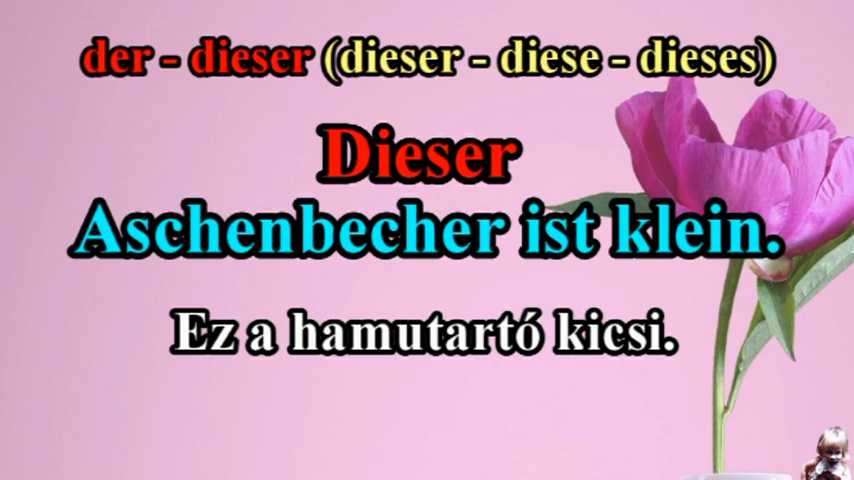 der - dieser (dieser - diese - dieses)
Dieser
Aschenbecher ist klein.
Ez a hamutartó kicsi.